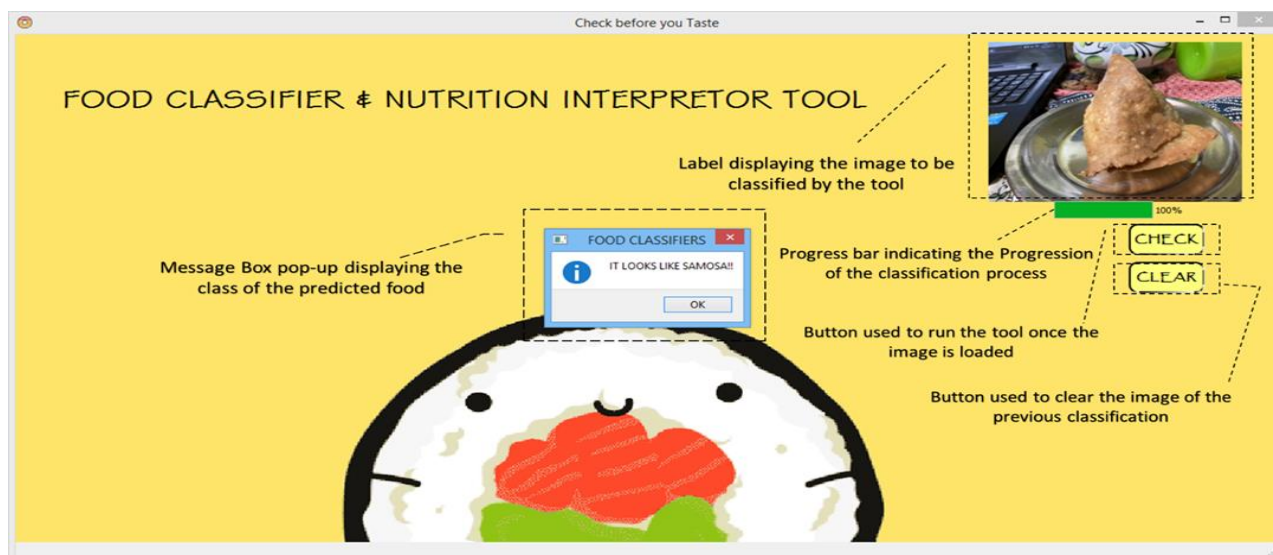 Check before you Taste
FOOD CLASSIFIER & NUTRITION INTERPRETOR TOOL
Label displaying the image to be
classified by the tool
100%
CHECK
CLEAR
Progress bar indicating the Progression
of the classification process
Message Box pop-up displaying the
class of the predicted food
FOOD CLASSIFIERS
IT LOOKS LIKE SAMOSA!!
OK
Button used to run the tool once the
image is loaded
Button used to clear the image of the
previous classification